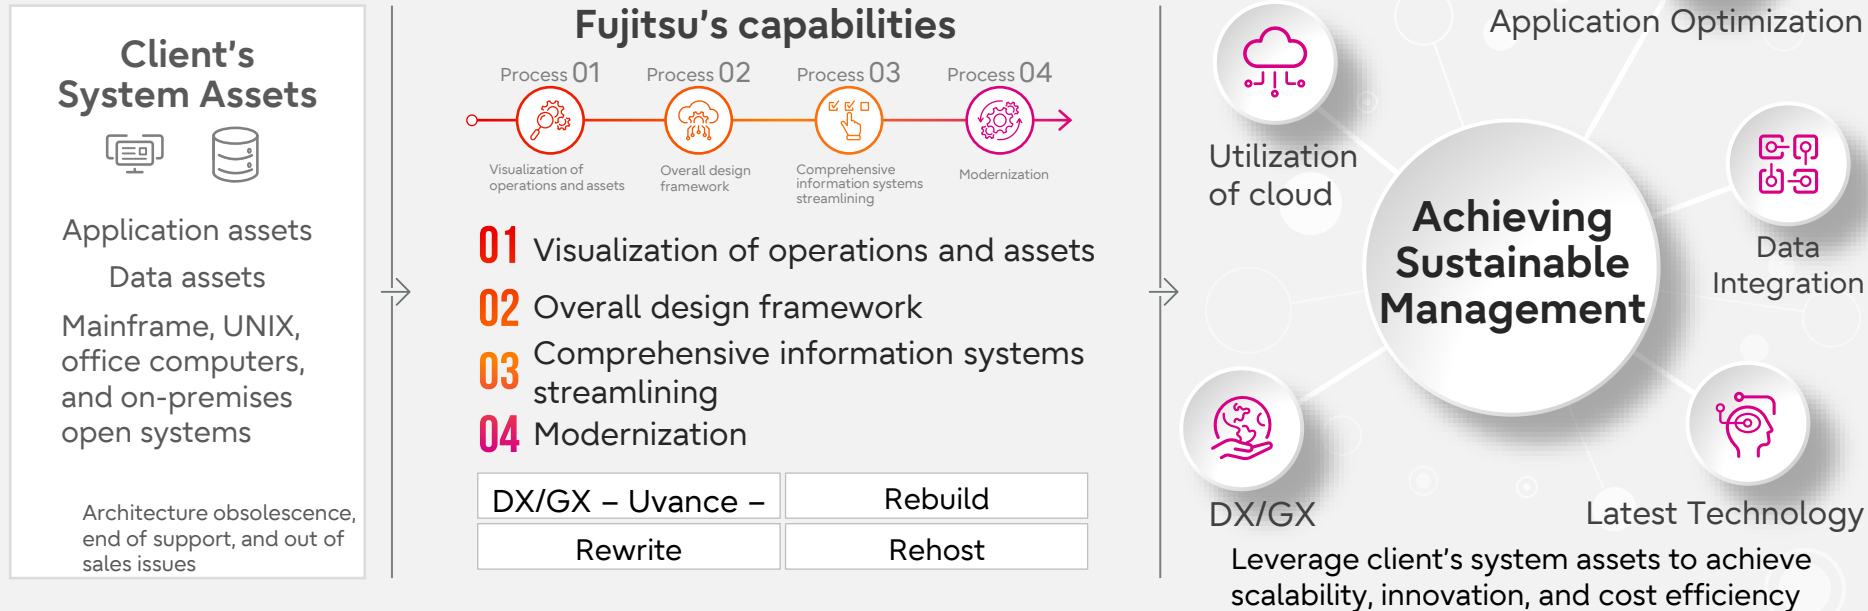 Client's
System Assets
Application assets
Data assets
Mainframe, UNIX,
office computers,
and on-premises
open systems
Architecture obsolescence,
end of support, and out of
sales issues
Fujitsu's capabilities
Process 01
Process 02
Process 03
Process 04
Visualization of
operations and assets
Overall design
framework
Comprehensive
information systems
streamlining
Modernization
01 Visualization of operations and assets
02 Overall design framework
03 Comprehensive information systems
streamlining
04 Modernization
DX/GX – Uvance –
Rebuild
Rewrite
Rehost
Application Optimization
Utilization
of cloud
Achieving
Sustainable
Management
Data
Integration
DX/GX
Latest Technology
Leverage client's system assets to achieve
scalability, innovation, and cost efficiency